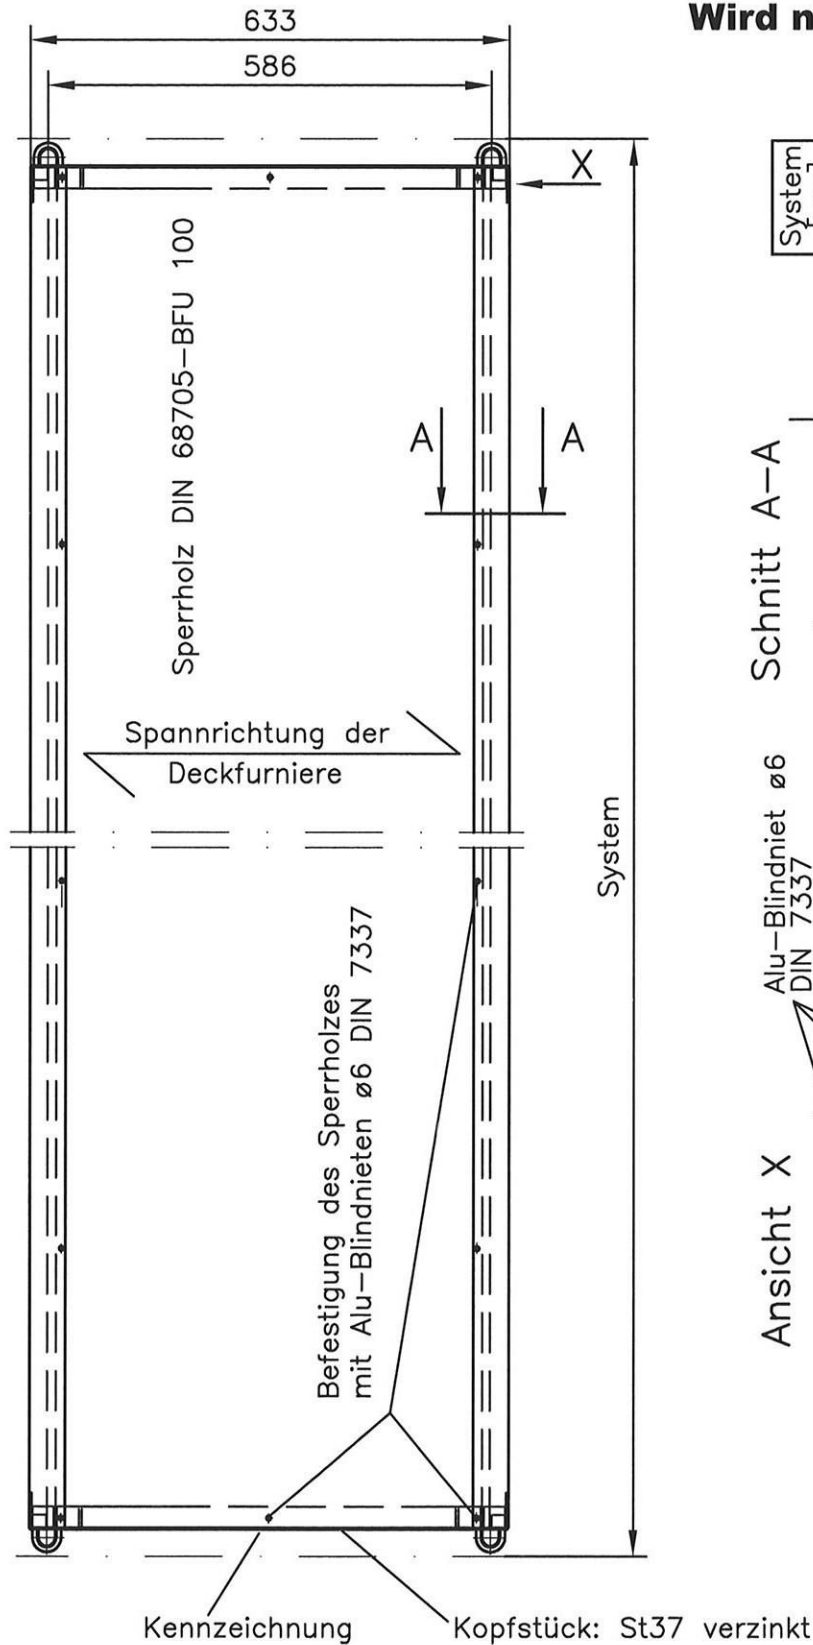 633
Wird n
586
X
System
Sperrholz DIN 68705-BFU 100
A A
Schnitt A-A
Spannrichtung der
Deckfurniere
System
Alu-Blindniet ø6
DIN 7337
Befestigung des Sperrholzes
mit Alu-Blindnieten ø6 DIN 7337
Ansicht X
Kennzeichnung
Kopfstück: St37 verzinkt